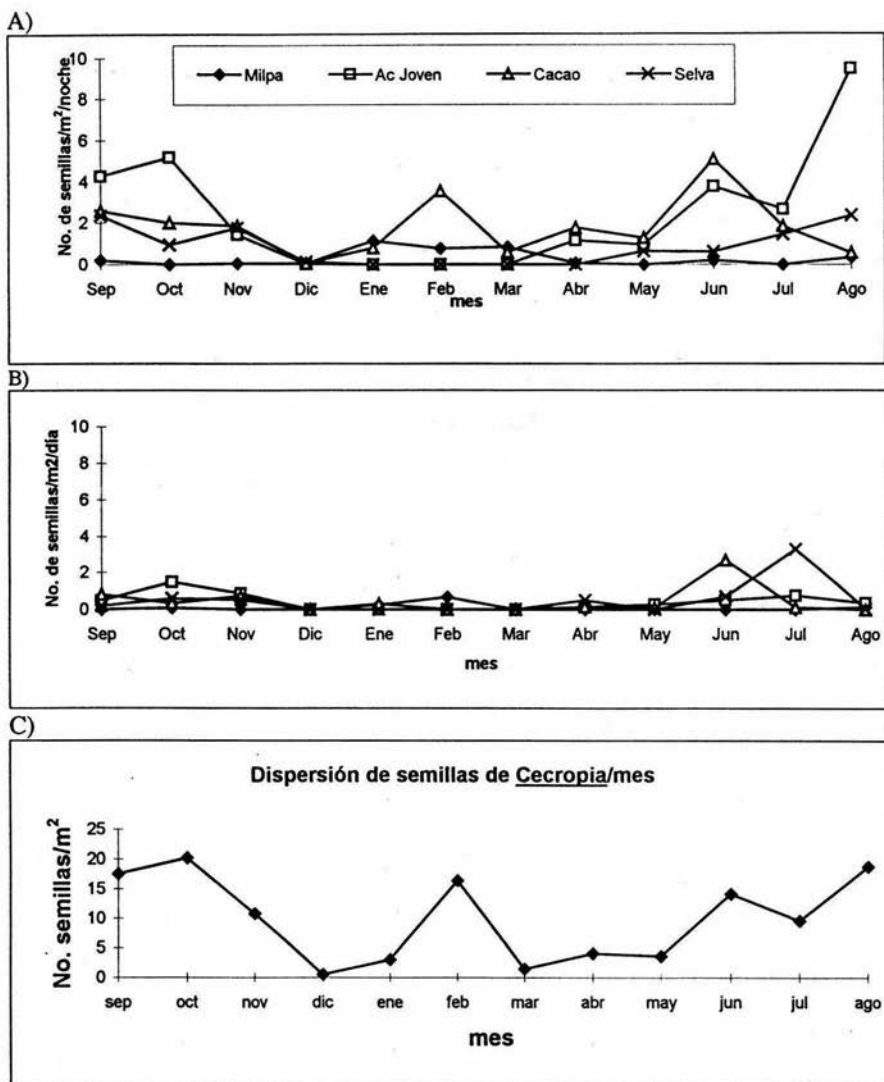 A)
Milpa Ac Joven Cacao Selva
No. de semillas/m²/noche
10
8
6
4
2
0
Sep Oct Nov Dic Ene Feb Mar Abr May Jun Jul Ago
mes
B)
No. de semillas/m2/día
10
8
6
4
2
0
Sep Oct Nov Dic Ene Feb Mar Abr May Jun Jul Ago
mes
C)
Dispersión de semillas de Cecropia/mes
No. semillas/m²
25
20
15
10
5
0
sep oct nov dic ene feb mar abr may jun jul ago
mes